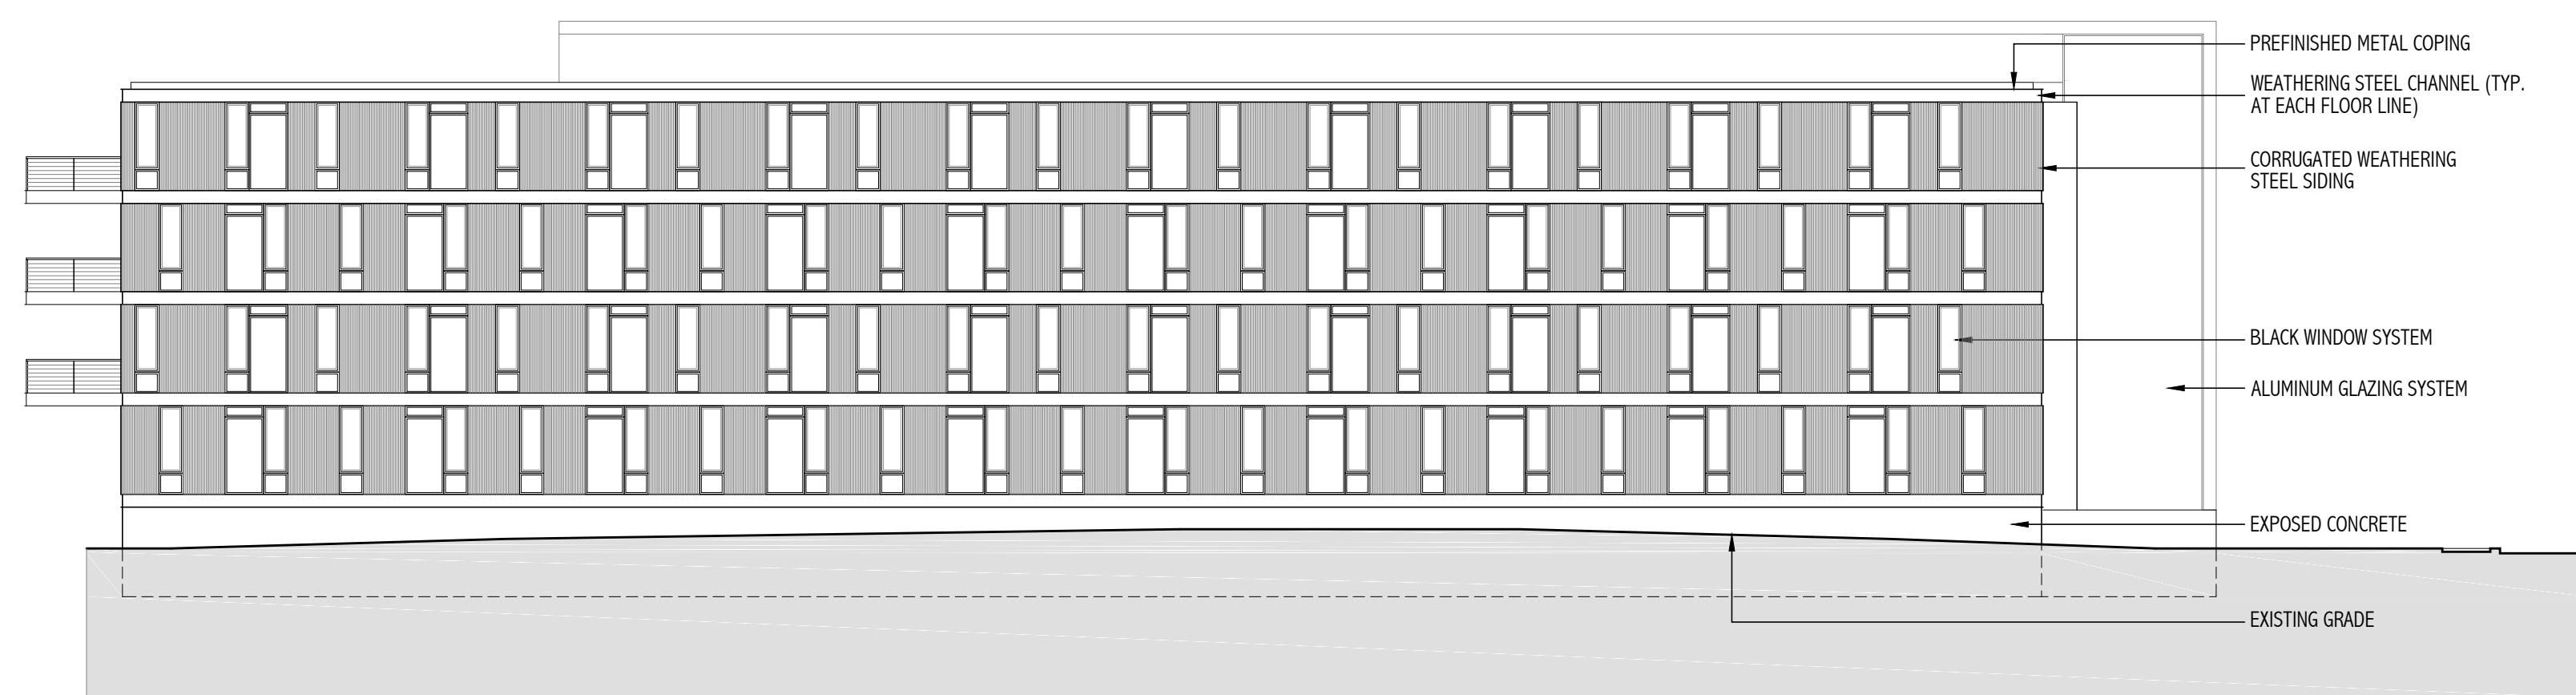 PREFINISHED METAL COPING
WEATHERING STEEL CHANNEL (TYP.
AT EACH FLOOR LINE)
CORRUGATED WEATHERING
STEEL SIDING
BLACK WINDOW SYSTEM
ALUMINUM GLAZING SYSTEM
EXPOSED CONCRETE
EXISTING GRADE